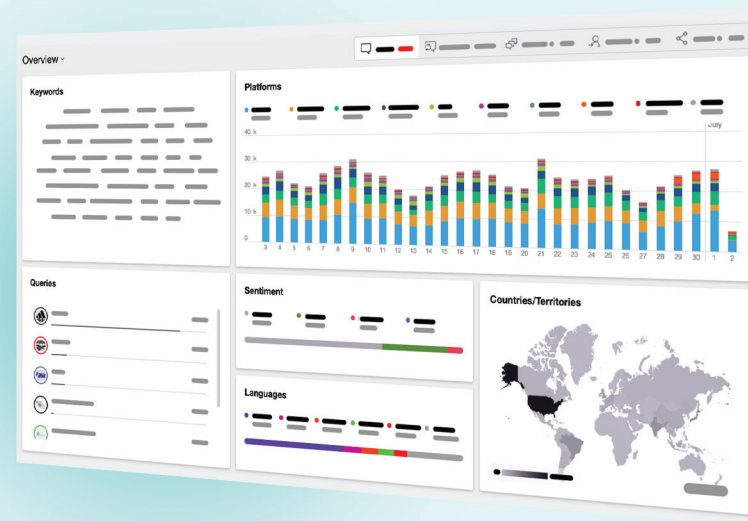 Overview
Keywords
Platforms
July
40 k
30 k
20 k
10 k
0
3 4 5 6 7 8 9 10 11 12 13 14 15 16 17 18 19 20 21 22 23 24 25 26 27 28 29 30 1 2
Queries
Sentiment
Languages
Countries/Territories